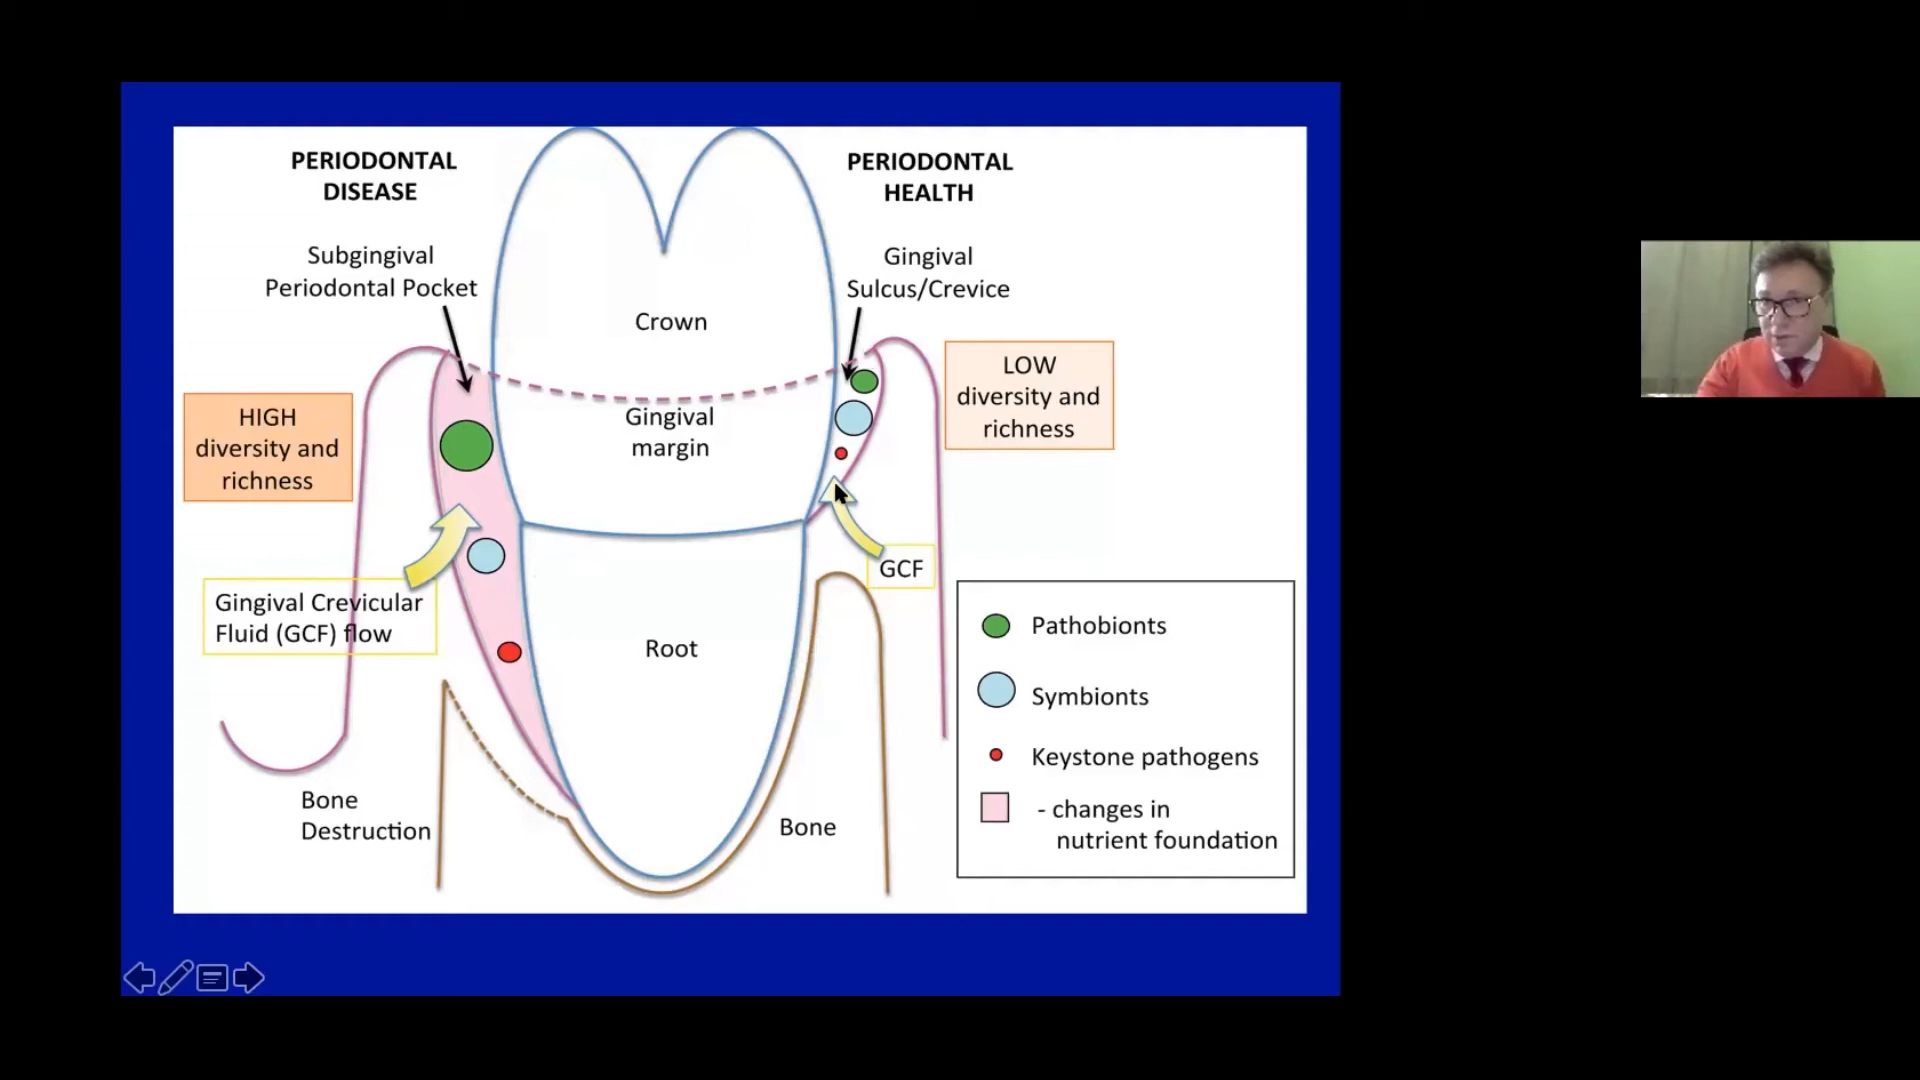 PERIODONTAL
DISEASE
PERIODONTAL
HEALTH
Subgingival
Periodontal Pocket
Gingival
Sulcus/Crevice
Crown
LOW
diversity and
richness
HIGH
diversity and
richness
Gingival
margin
GCF
Gingival Crevicular
Fluid (GCF) flow
Root
Pathobionts
Symbionts
Keystone pathogens
- changes in
nutrient foundation
Bone
Destruction
Bone